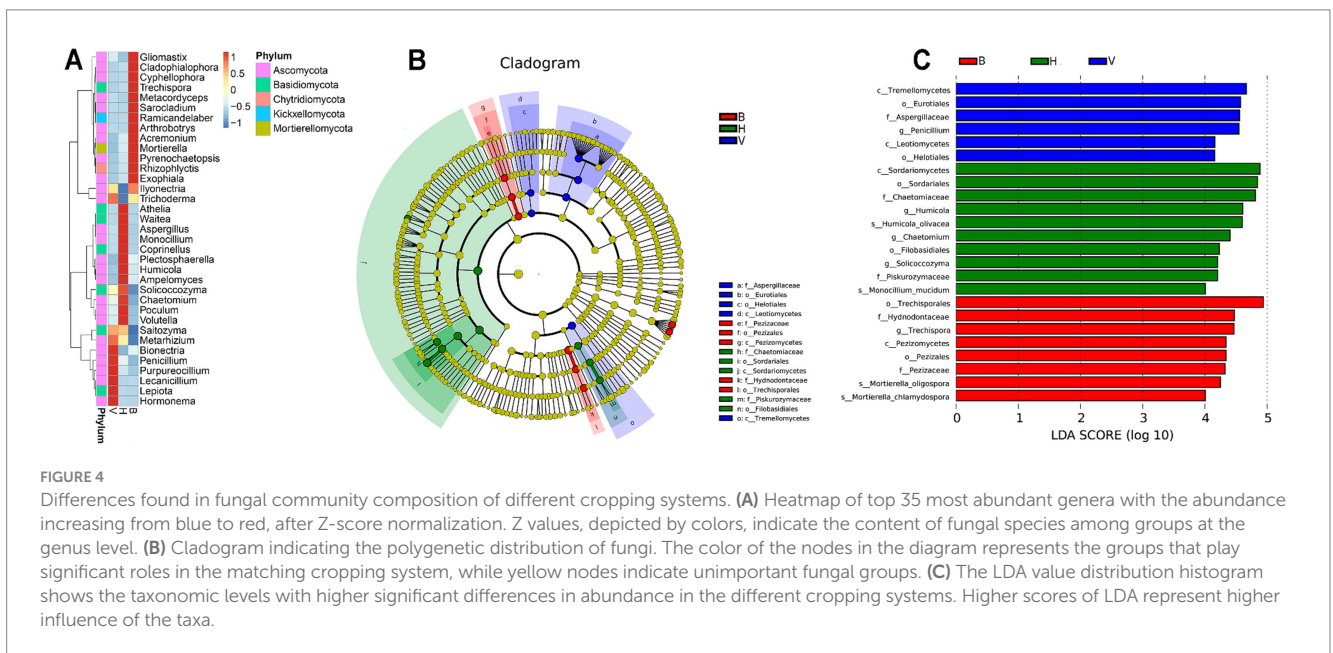 A
Gliomastix
Cladophialophora
Cyphellophora
Trechispora
Metacordyceps
Sarocladium
Ramicandelaber
Arthrobotrys
Acremonium
Mortierella
Pyrenochaetopsis
Rhizophlyctis
Exophiala
Ilyonectria
Trichoderma
Athelia
Waitea
Aspergillus
Monocillium
Coprinellus
Plectosphaerella
Humicola
Ampelomyces
Solicoccozyma
Chaetomium
Poculum
Volutella
Saitozyma
Metarhizium
Bionectria
Penicillium
Purpureocillium
Lecanicillium
Lepiota
Hormonema
Phylum
V
H
B
1
0.5
0
−0.5
−1
Phylum
Ascomycota
Basidiomycota
Chytridiomycota
Kickxellomycota
Mortierellomycota
B
Cladogram
g
f
e
d
c
b
a
j
i
k
l
m
n
o
B
H
V
a: f__Aspergillaceae
b: o__Eurotiales
c: o__Helotiales
d: c__Leotiomycetes
e: f__Pezizaceae
f: o__Pezizales
g: c__Pezizomycetes
h: f__Chaetomiaceae
i: o__Sordariales
j: c__Sordariomycetes
k: f__Hydnodontaceae
l: o__Trechisporales
m: f__Piskurozymaceae
n: o__Filobasidiales
o: c__Tremellomycetes
C
B H V
c__Tremellomycetes
o__Eurotiales
f__Aspergillaceae
g__Penicillium
c__Leotiomycetes
o__Helotiales
c__Sordariomycetes
o__Sordariales
f__Chaetomiaceae
g__Humicola
s__Humicola_olivacea
g__Chaetomium
o__Filobasidiales
g__Solicoccozyma
f__Piskurozymaceae
s__Monocillium_mucidum
o__Trechisporales
f__Hydnodontaceae
g__Trechispora
c__Pezizomycetes
o__Pezizales
f__Pezizaceae
s__Mortierella_oligospora
s__Mortierella_chlamydospora
0 1 2 3 4 5
LDA SCORE (log 10)
FIGURE 4
Differences found in fungal community composition of different cropping systems. (A) Heatmap of top 35 most abundant genera with the abundance
increasing from blue to red, after Z-score normalization. Z values, depicted by colors, indicate the content of fungal species among groups at the
genus level. (B) Cladogram indicating the polygenetic distribution of fungi. The color of the nodes in the diagram represents the groups that play
significant roles in the matching cropping system, while yellow nodes indicate unimportant fungal groups. (C) The LDA value distribution histogram
shows the taxonomic levels with higher significant differences in abundance in the different cropping systems. Higher scores of LDA represent higher
influence of the taxa.